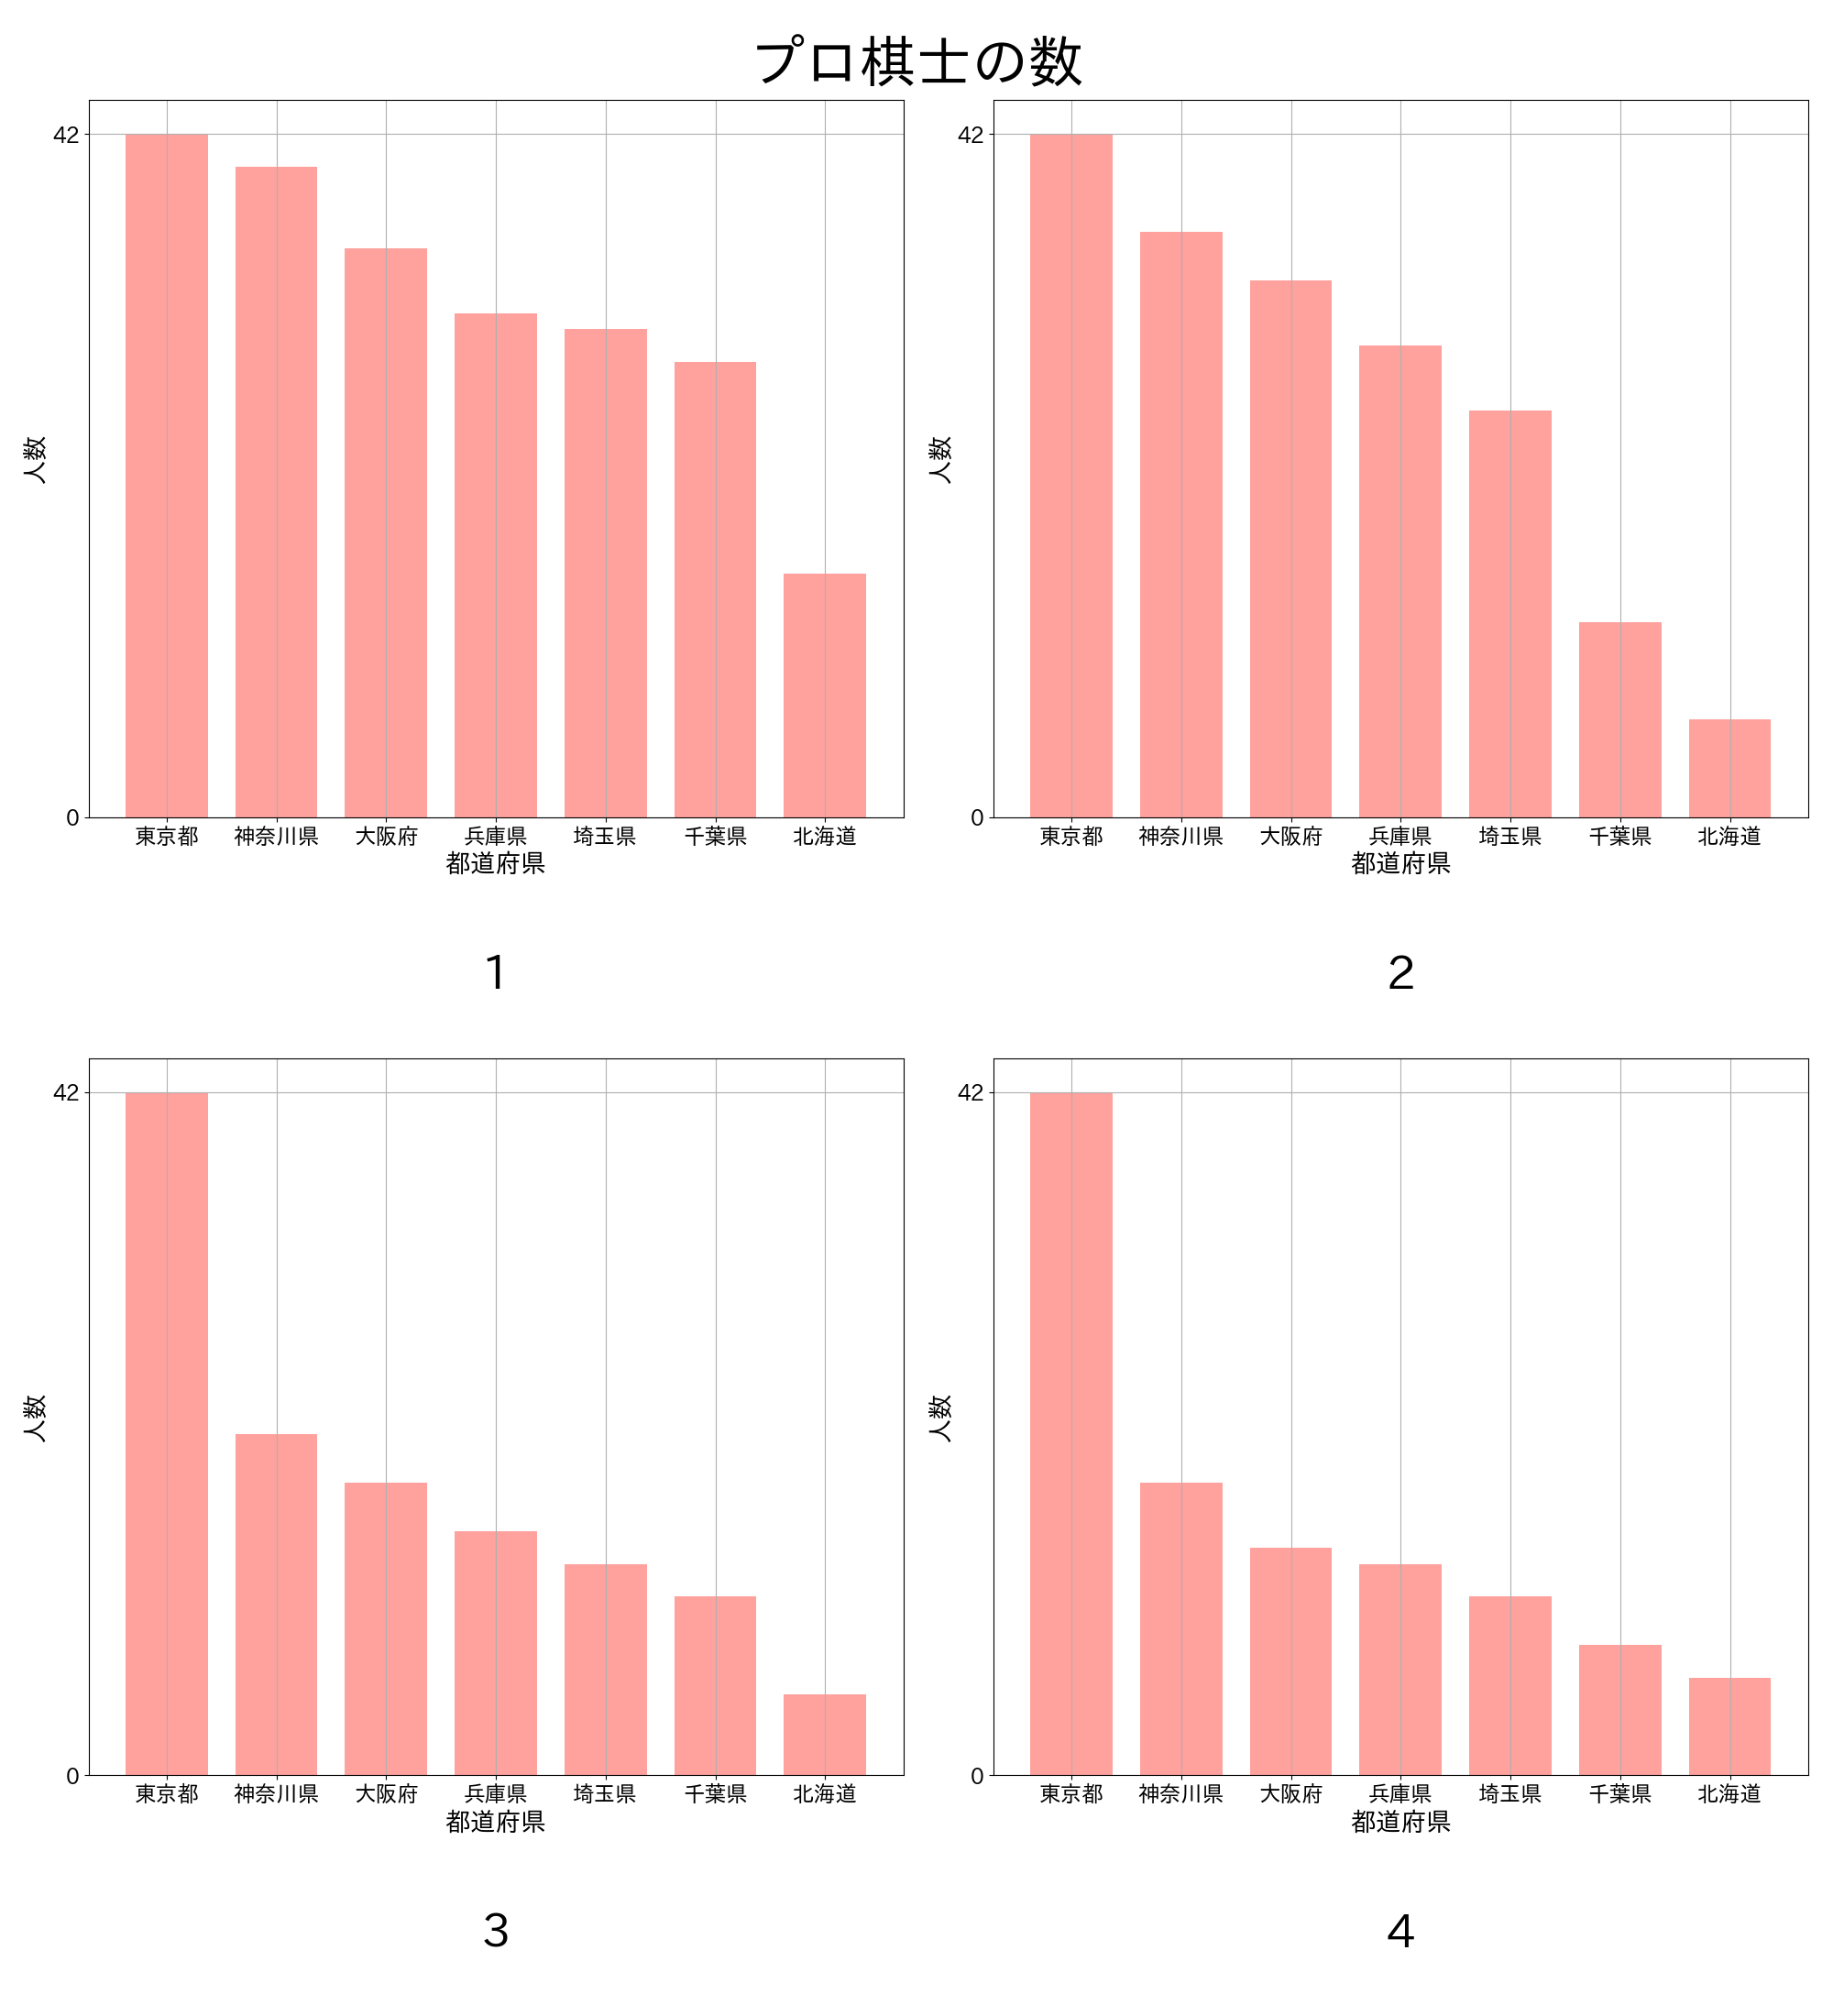 プロ棋士の数
42
0
人数
東京都 神奈川県 大阪府 兵庫県 埼玉県 千葉県 北海道
都道府県
1
42
0
人数
東京都 神奈川県 大阪府 兵庫県 埼玉県 千葉県 北海道
都道府県
2
42
0
人数
東京都 神奈川県 大阪府 兵庫県 埼玉県 千葉県 北海道
都道府県
3
42
0
人数
東京都 神奈川県 大阪府 兵庫県 埼玉県 千葉県 北海道
都道府県
4